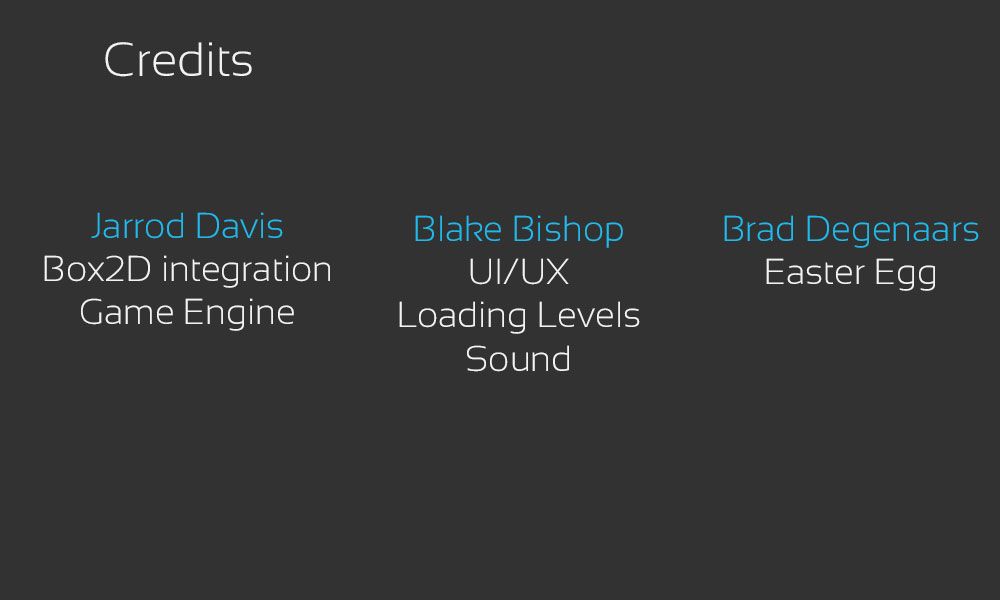 Credits
Jarrod Davis
Box2D integration
Game Engine
Blake Bishop
UI/UX
Loading Levels
Sound
Brad Degenaars
Easter Egg